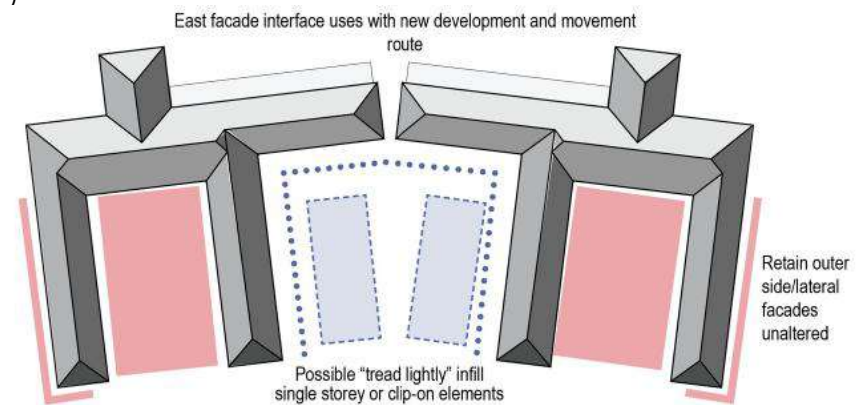 East facade interface uses with new development and movement
route
Retain outer
side/lateral
facades
unaltered
Possible “tread lightly” infill
single storey or clip-on elements